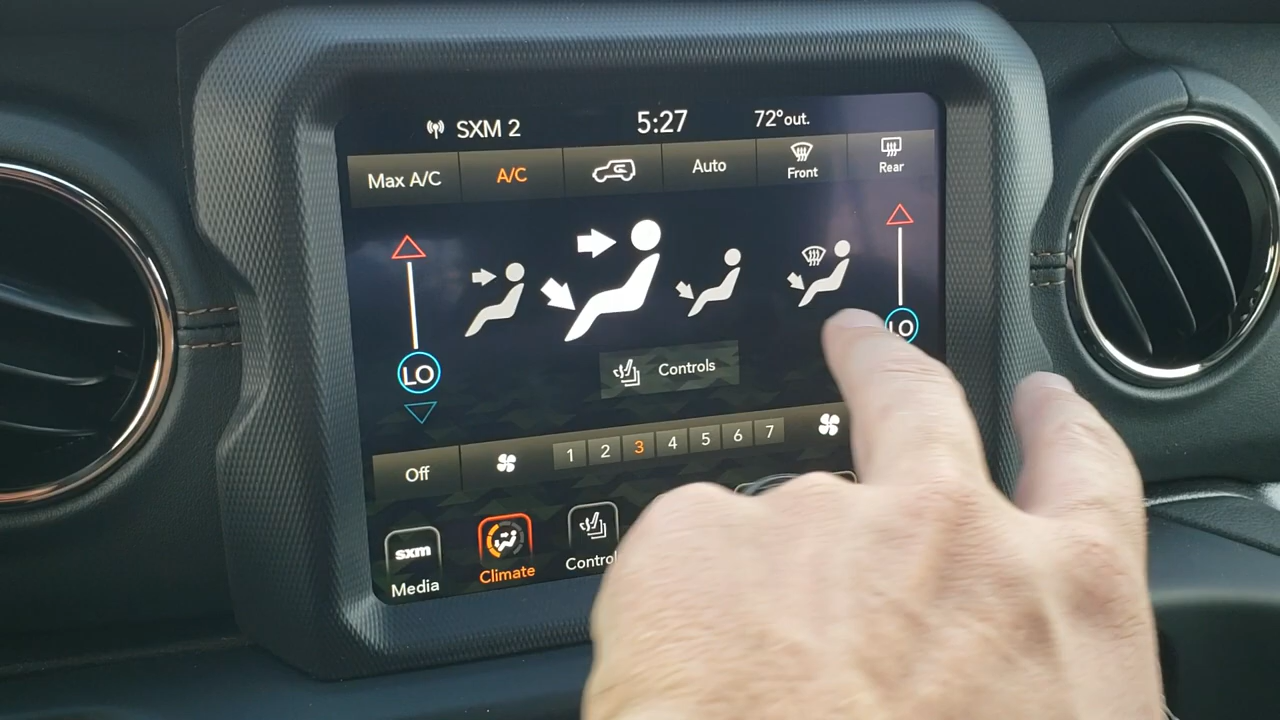 SXM 2 5:27 72°out.
Max A/C A/C Auto Front Rear
LO LO
Controls
Off 1 2 3 4 5 6 7
sxm
Media Climate Control